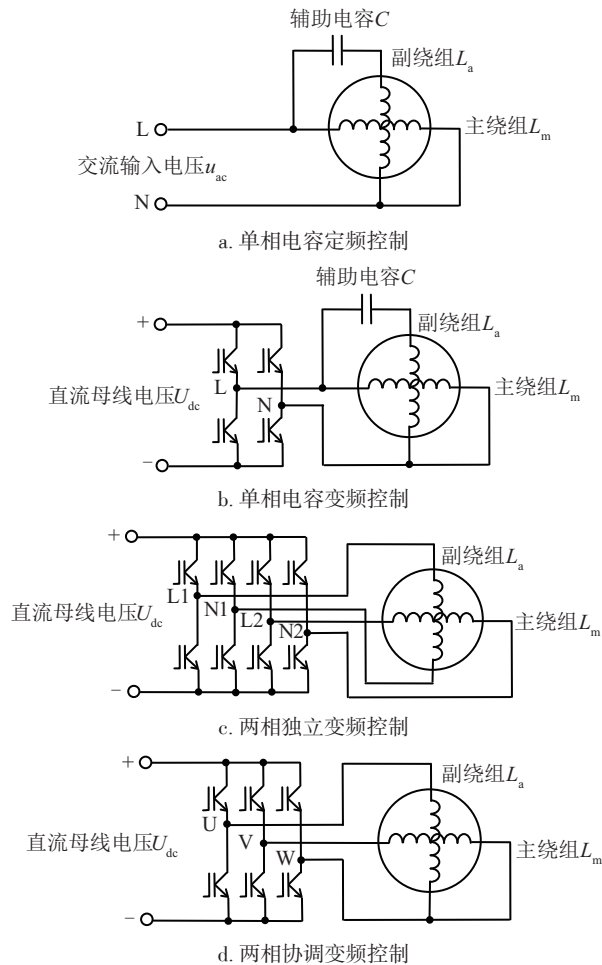 辅助电容C
副绕组Lₐ
L
主绕组Lₘ
交流输入电压u_ac
N
a. 单相电容定频控制
辅助电容C
+
副绕组Lₐ
L
直流母线电压U_dc
N
主绕组Lₘ
−
b. 单相电容变频控制
+
副绕组Lₐ
L1
直流母线电压U_dc
N1
L2
主绕组Lₘ
N2
−
c. 两相独立变频控制
+
副绕组Lₐ
U
直流母线电压U_dc
V
主绕组Lₘ
W
−
d. 两相协调变频控制